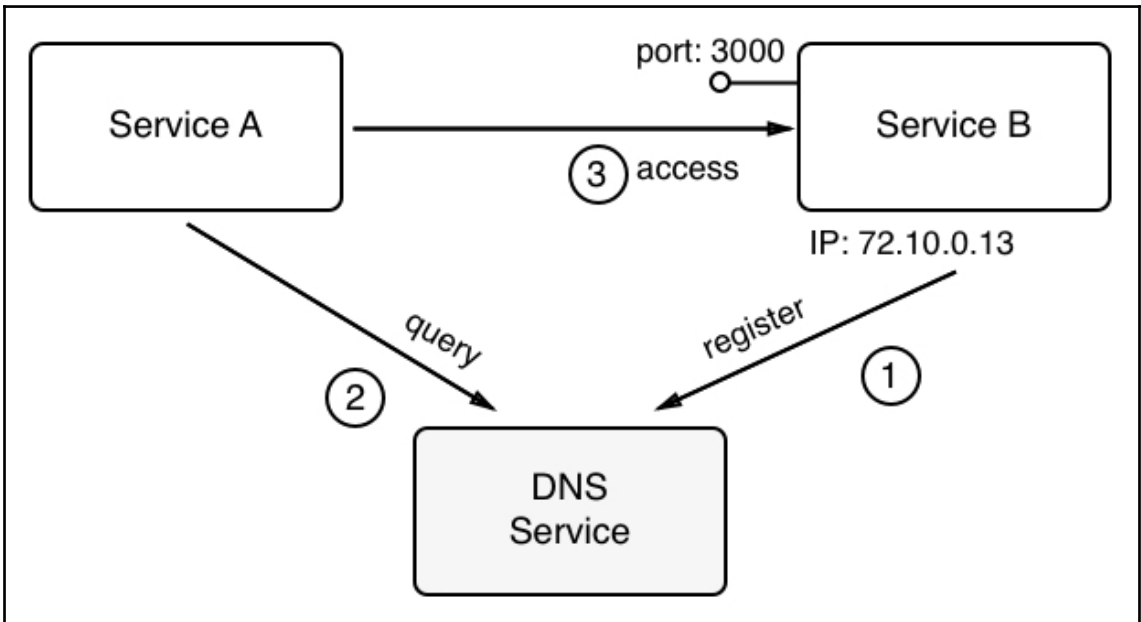 port: 3000
Service A
Service B
3 access
IP: 72.10.0.13
query
register
2
1
DNS
Service